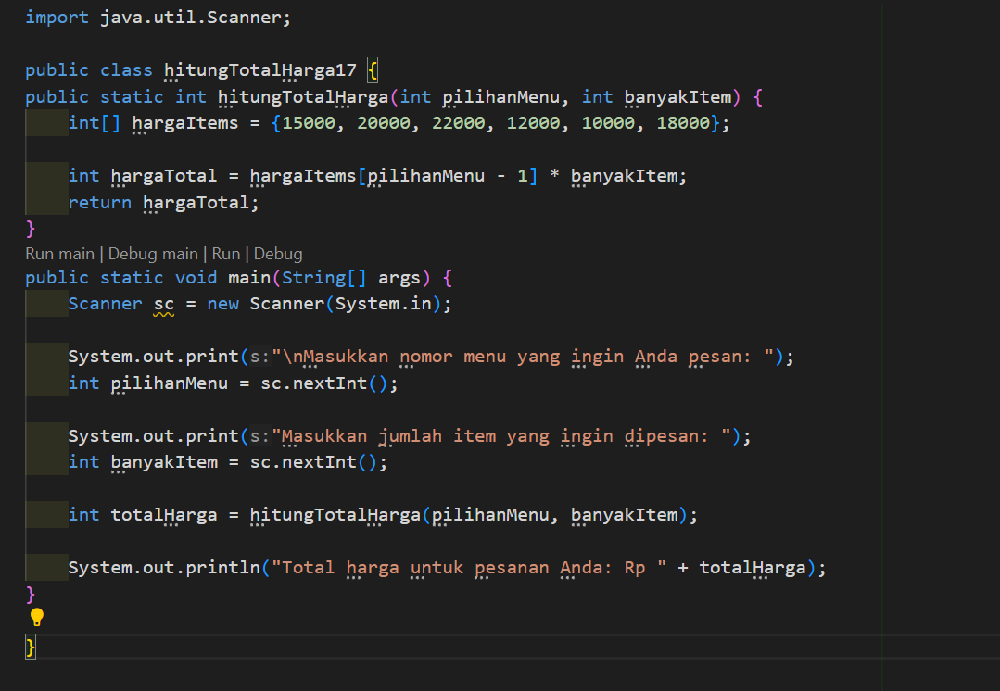 import java.util.Scanner;
public class hitungTotalHarga17 {
public static int hitungTotalHarga(int pilihanMenu, int banyakItem) {
int[] hargaItems = {15000, 20000, 22000, 12000, 10000, 18000};
int hargaTotal = hargaItems[pilihanMenu - 1] * banyakItem;
return hargaTotal;
}
Run main | Debug main | Run | Debug
public static void main(String[] args) {
Scanner sc = new Scanner(System.in);
System.out.print(s:"\nMasukkan nomor menu yang ingin Anda pesan: ");
int pilihanMenu = sc.nextInt();
System.out.print(s:"Masukkan jumlah item yang ingin dipesan: ");
int banyakItem = sc.nextInt();
int totalHarga = hitungTotalHarga(pilihanMenu, banyakItem);
System.out.println("Total harga untuk pesanan Anda: Rp " + totalHarga);
}
}